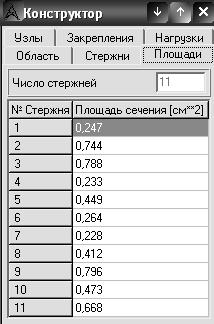 Конструктор
Узлы Закрепления Нагрузки
Область Стержни Площади
Число стержней 11
№ Стержня Площадь сечения [см**2]
1 0,247
2 0,744
3 0,788
4 0,233
5 0,449
6 0,264
7 0,228
8 0,412
9 0,796
10 0,473
11 0,668